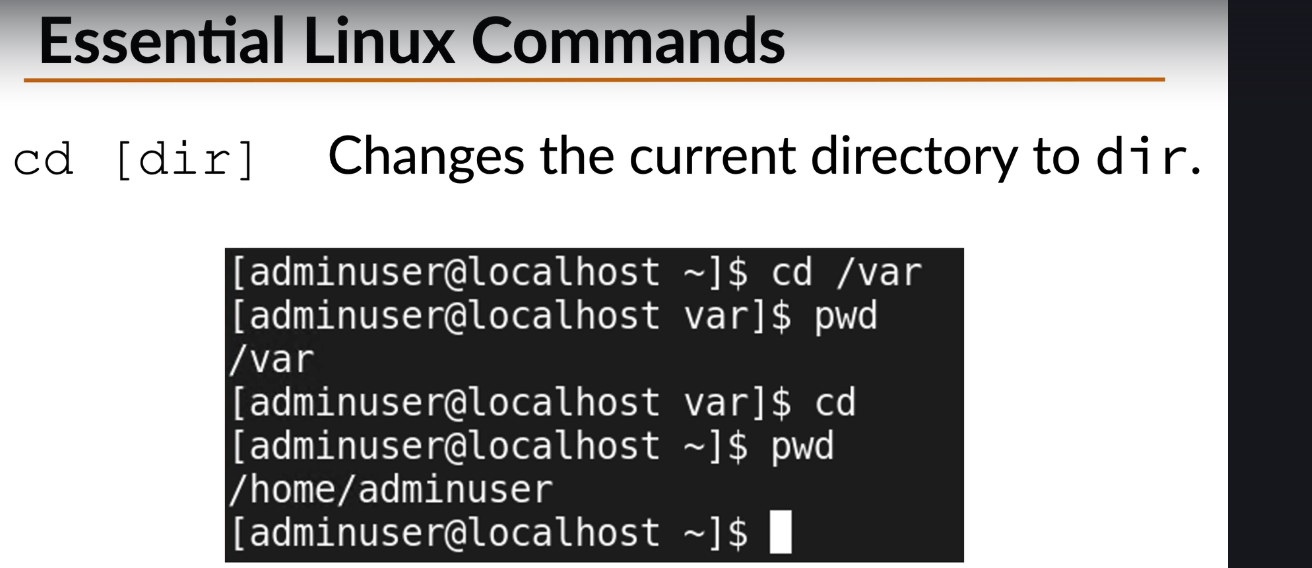 Essential Linux Commands
cd [dir] Changes the current directory to dir.
[adminuser@localhost ~]$ cd /var
[adminuser@localhost var]$ pwd
/var
[adminuser@localhost var]$ cd
[adminuser@localhost ~]$ pwd
/home/adminuser
[adminuser@localhost ~]$